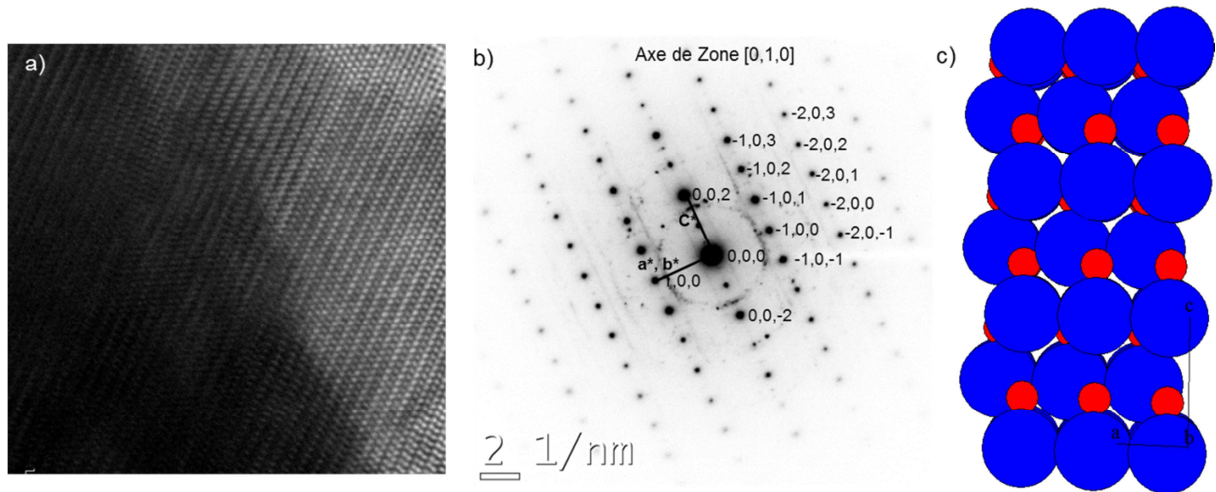 a)
b)
Axe de Zone [0,1,0]
c)
-2,0,3
-1,0,3
-2,0,2
-1,0,2
-2,0,1
0,0,2
-1,0,1
-2,0,0
C*
-1,0,0
-2,0,-1
a*, b*
0,0,0
-1,0,-1
1,0,0
0,0,-2
2 1/nm
c
a
b